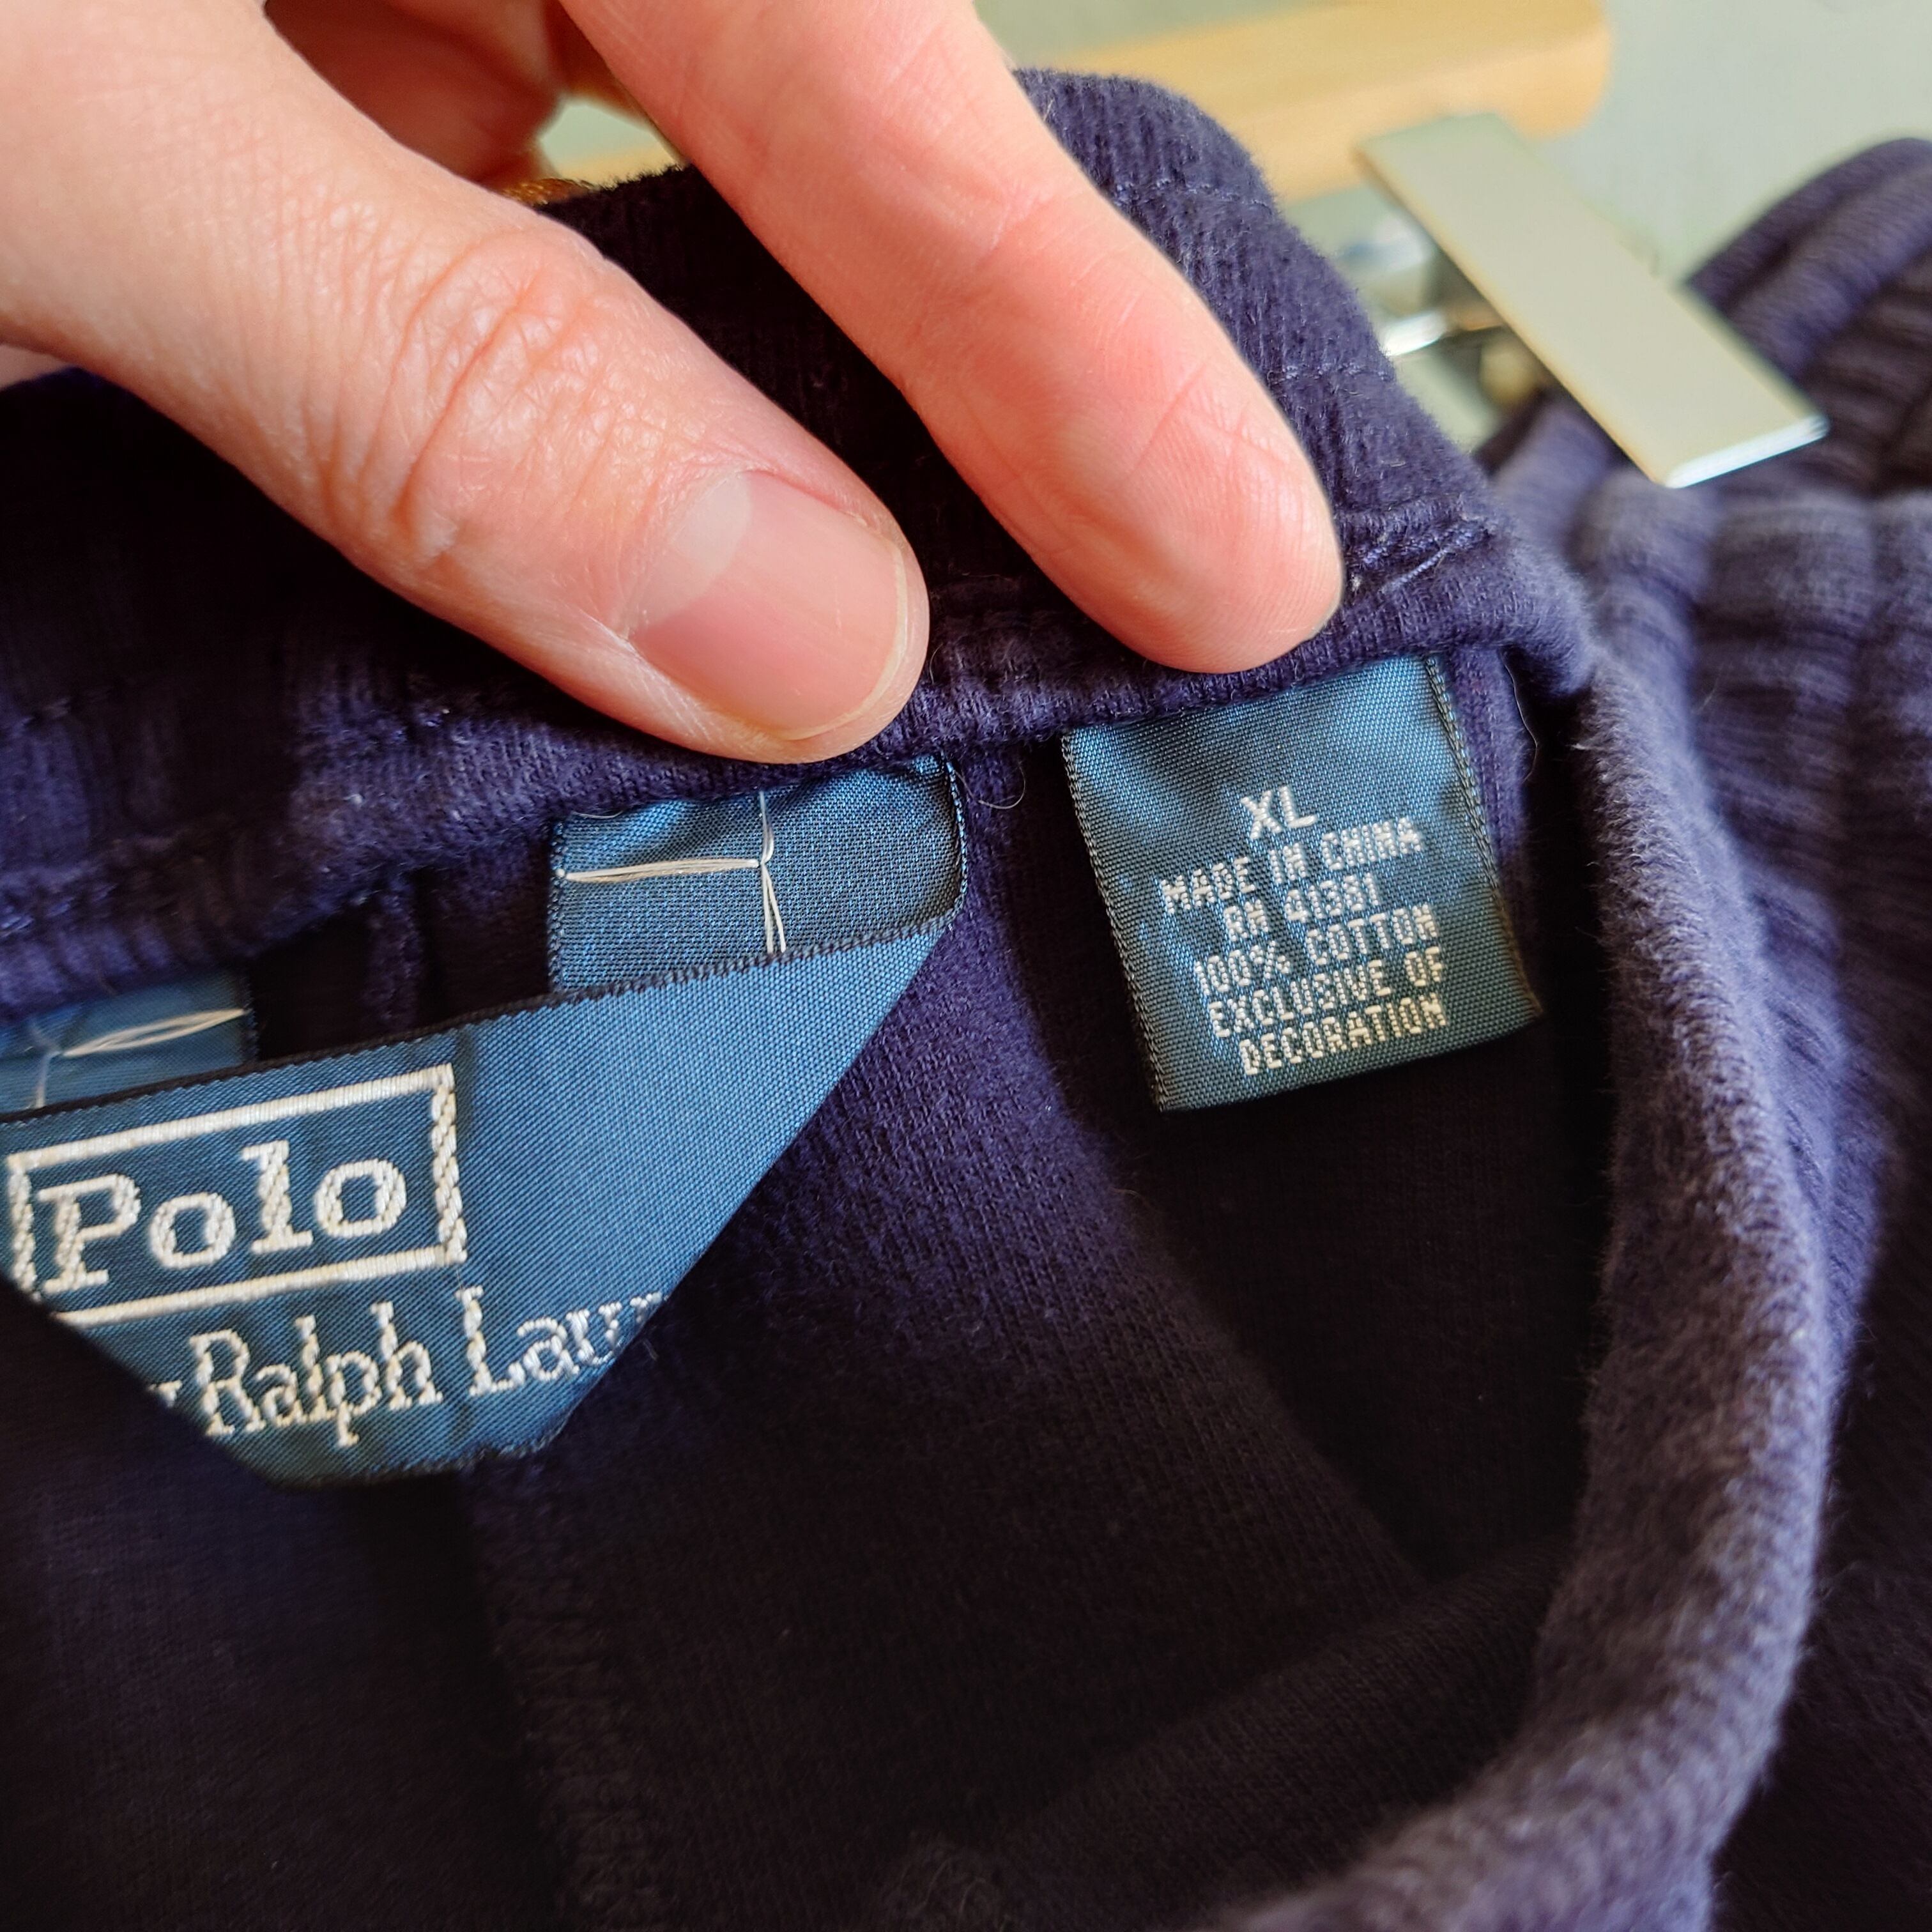 Polo
Ralph Lau
XL
MADE IN CHINA
RN 41381
100% COTTON
EXCLUSIVE OF
DECORATION